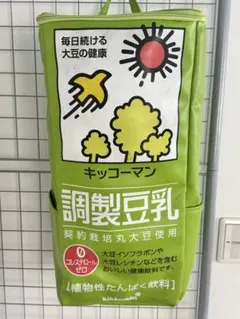 毎日続ける
大豆の健康
キッコーマン
調製豆乳
契約栽培丸大豆使用
0
コレステロール
ゼロ
大豆イソフラボンや
大豆レシチンなどを含む
おいしい健康飲料です。
[植物性たんぱく飲料]
kikkoman